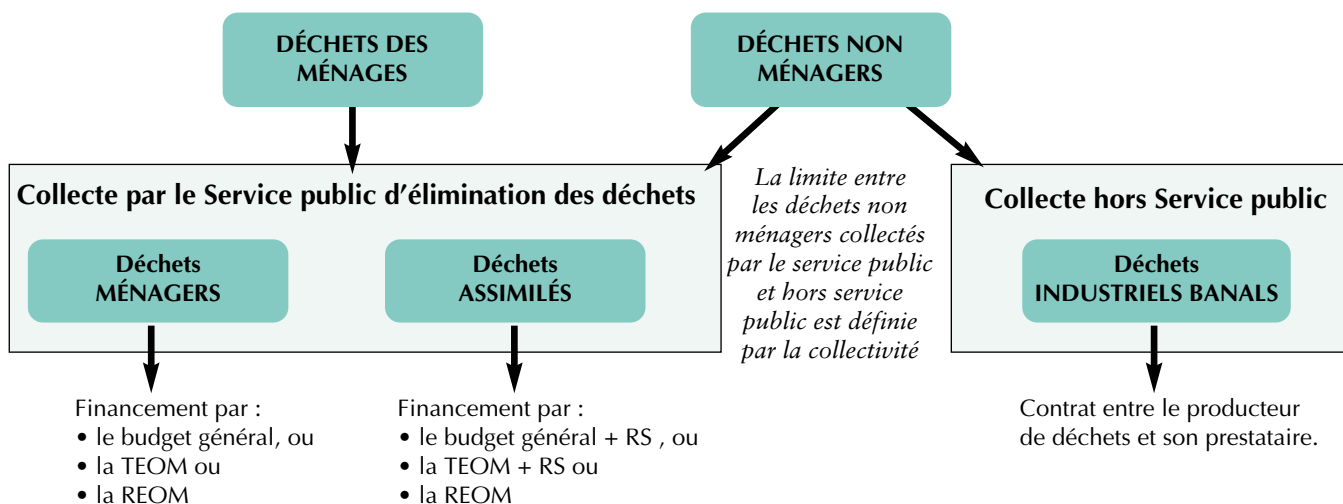 DÉCHETS DES
MÉNAGES
DÉCHETS NON
MÉNAGERS
Collecte par le Service public d’élimination des déchets
Déchets
MÉNAGERS
Déchets
ASSIMILÉS
La limite entre
les déchets non
ménagers collectés
par le service public
et hors service
public est définie
par la collectivité
Collecte hors Service public
Déchets
INDUSTRIELS BANALS
Financement par :
• le budget général, ou
• la TEOM ou
• la REOM
Financement par :
• le budget général + RS , ou
• la TEOM + RS ou
• la REOM
Contrat entre le producteur
de déchets et son prestataire.